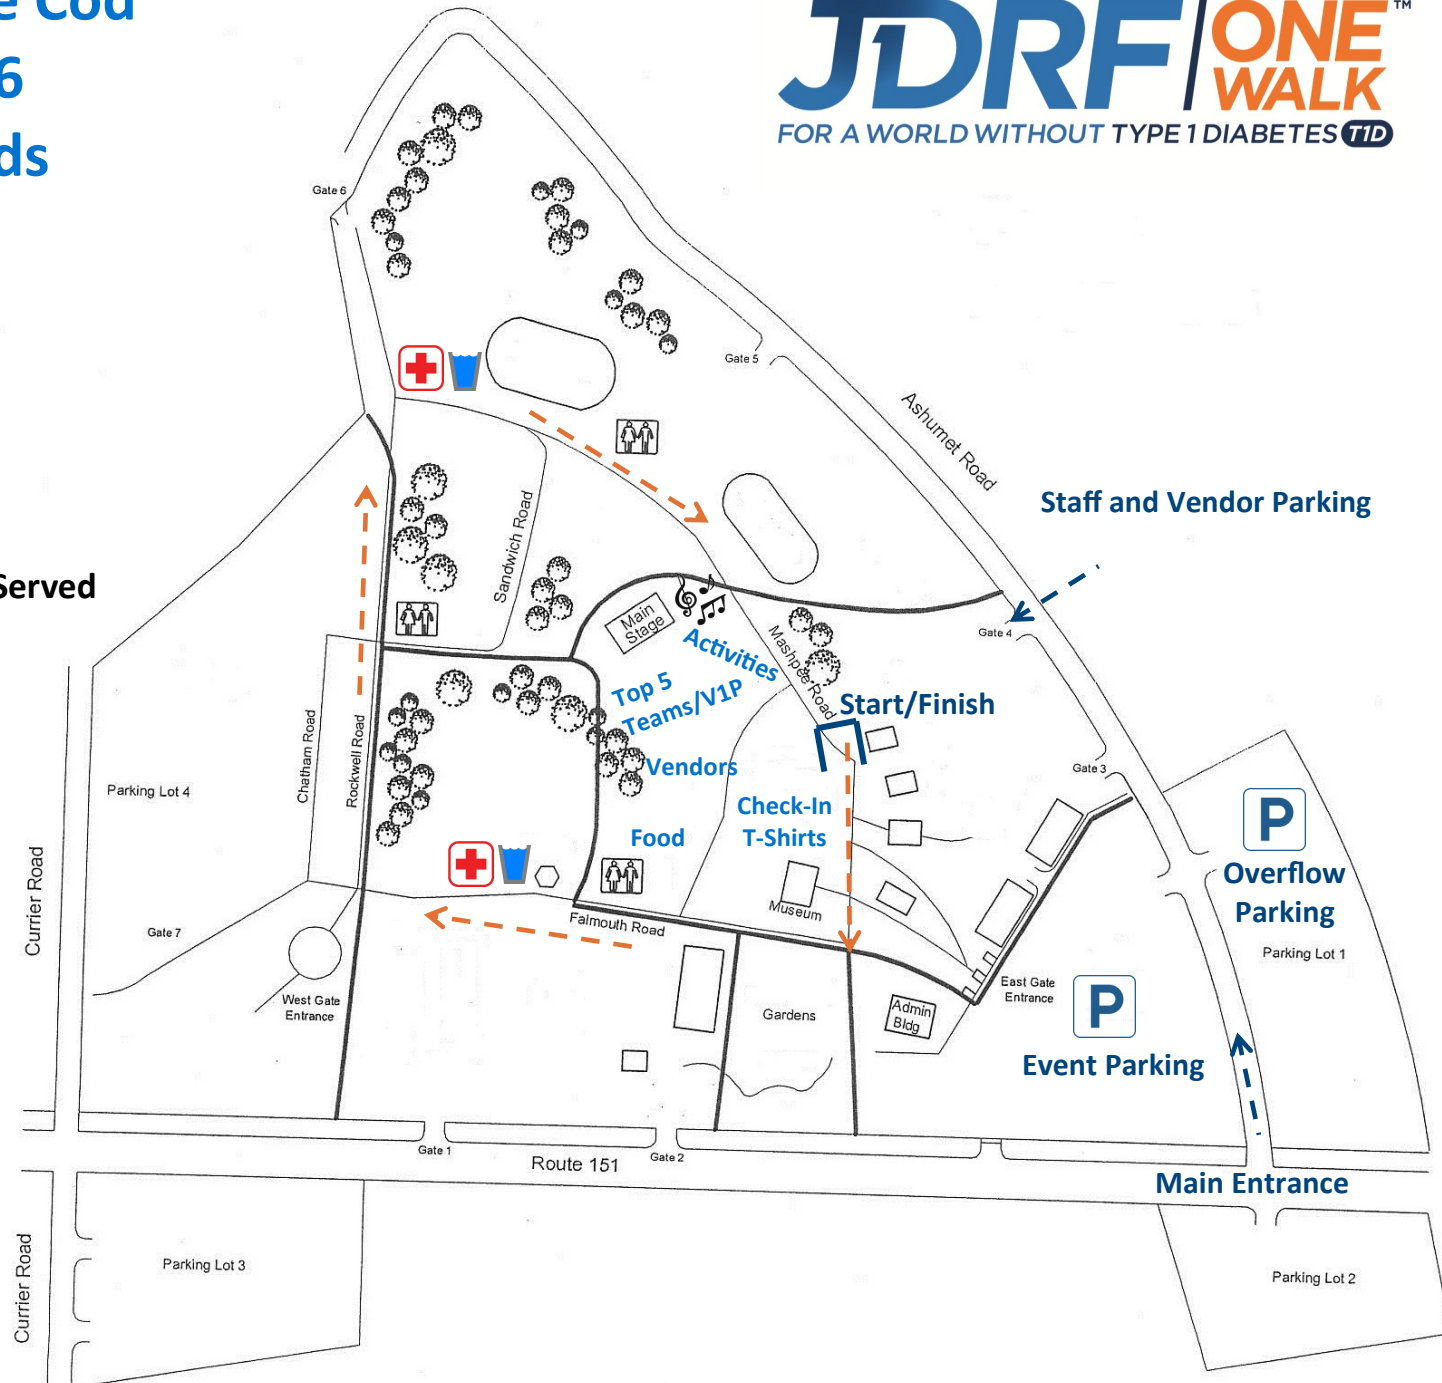 e Cod
6
ds
JDRF ONE WALK™
FOR A WORLD WITHOUT TYPE 1 DIABETES T1D
Gate 6
Gate 5
Ashumet Road
Staff and Vendor Parking
Sandwich Road
Served
Main
Stage
Activities
Mashpee Road
Gate 4
Top 5
Teams/V1P
Start/Finish
Chatham Road
Rockwell Road
Vendors
Gate 3
Parking Lot 4
Check-In
T-Shirts
P
Food
Overflow
Parking
Currier Road
Museum
Falmouth Road
Gate 7
Parking Lot 1
West Gate
Entrance
East Gate
Entrance
P
Gardens
Admin
Bldg
Event Parking
Gate 1
Route 151
Gate 2
Main Entrance
Currier Road
Parking Lot 3
Parking Lot 2